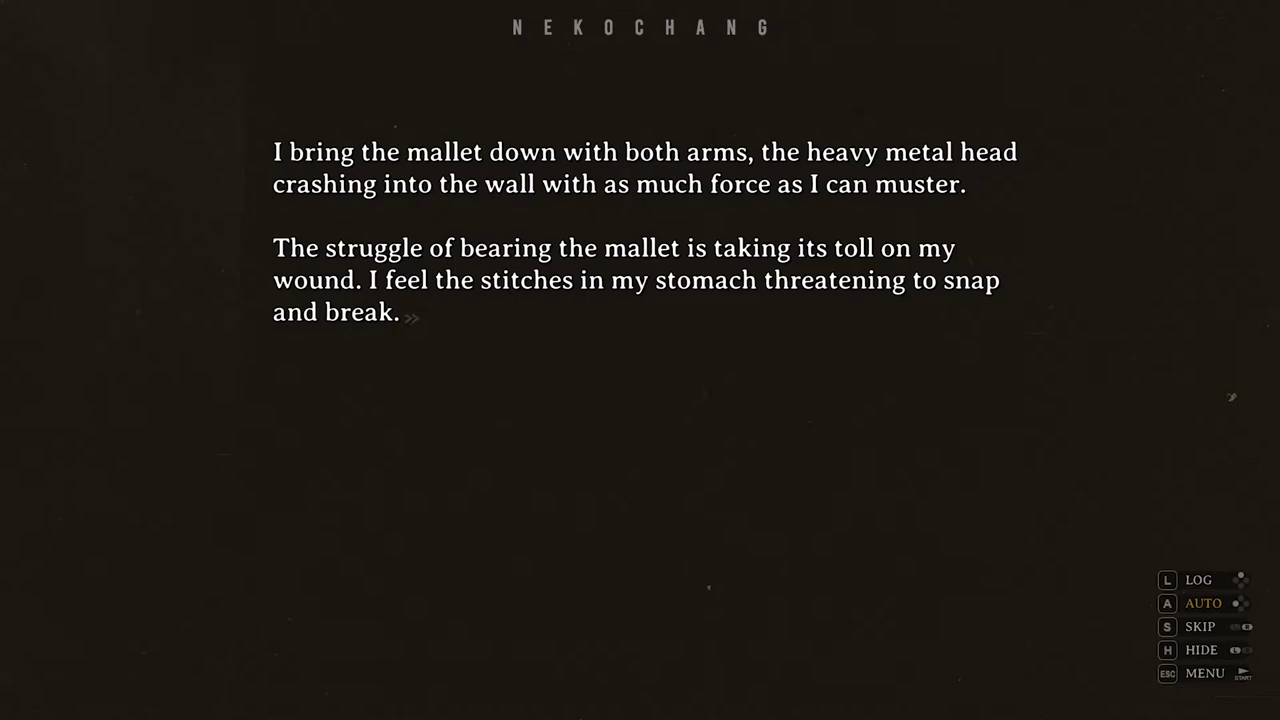 NEKOCHANG
I bring the mallet down with both arms, the heavy metal head
crashing into the wall with as much force as I can muster.
The struggle of bearing the mallet is taking its toll on my
wound. I feel the stitches in my stomach threatening to snap
and break. »
L LOG
A AUTO
S SKIP
H HIDE
ESC MENU START